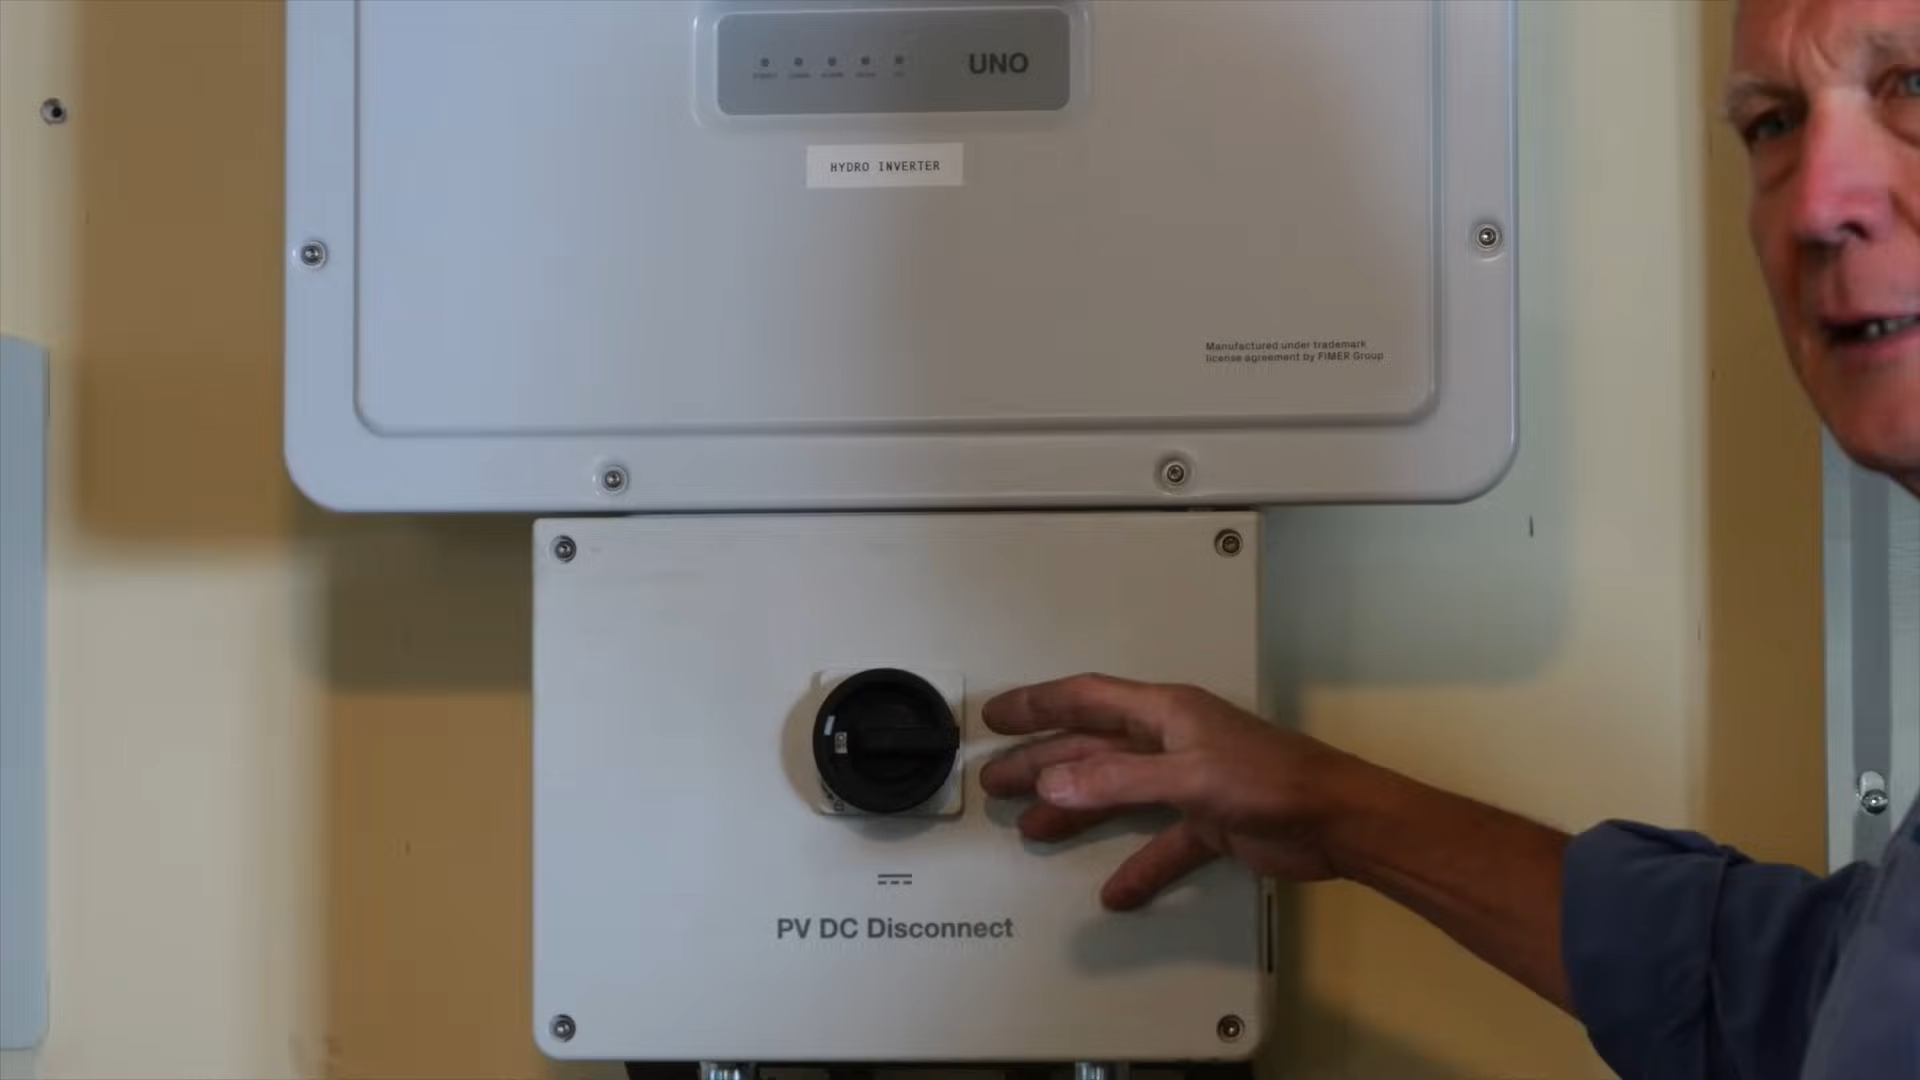 UNO
HYDRO INVERTER
Manufactured under trademark
license agreement by FIMER Group
PV DC Disconnect